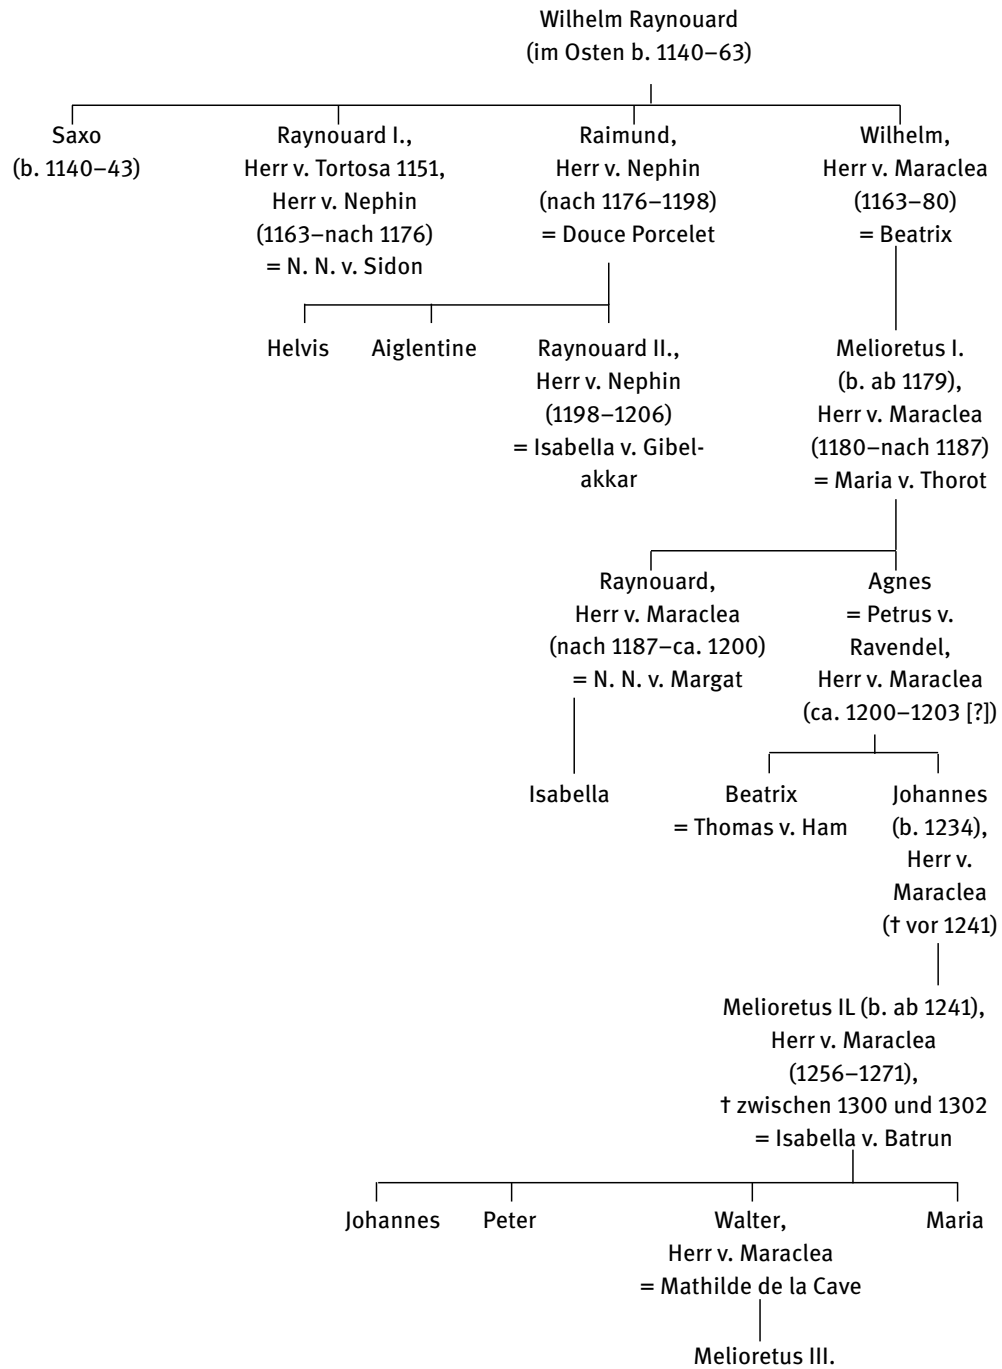 Wilhelm Raynouard
(im Osten b. 1140–63)
Saxo
(b. 1140–43)
Raynouard I.,
Herr v. Tortosa 1151,
Herr v. Nephin
(1163–nach 1176)
= N. N. v. Sidon
Raimund,
Herr v. Nephin
(nach 1176–1198)
= Douce Porcelet
Wilhelm,
Herr v. Maraclea
(1163–80)
= Beatrix
Helvis
Aiglentine
Raynouard II.,
Herr v. Nephin
(1198–1206)
= Isabella v. Gibel-
akkar
Melioretus I.
(b. ab 1179),
Herr v. Maraclea
(1180–nach 1187)
= Maria v. Thorot
Raynouard,
Herr v. Maraclea
(nach 1187–ca. 1200)
= N. N. v. Margat
Agnes
= Petrus v.
Ravendel,
Herr v. Maraclea
(ca. 1200–1203 [?])
Isabella
Beatrix
= Thomas v. Ham
Johannes
(b. 1234),
Herr v.
Maraclea
(† vor 1241)
Melioretus IL (b. ab 1241),
Herr v. Maraclea
(1256–1271),
† zwischen 1300 und 1302
= Isabella v. Batrun
Johannes
Peter
Walter,
Herr v. Maraclea
= Mathilde de la Cave
Maria
Melioretus III.